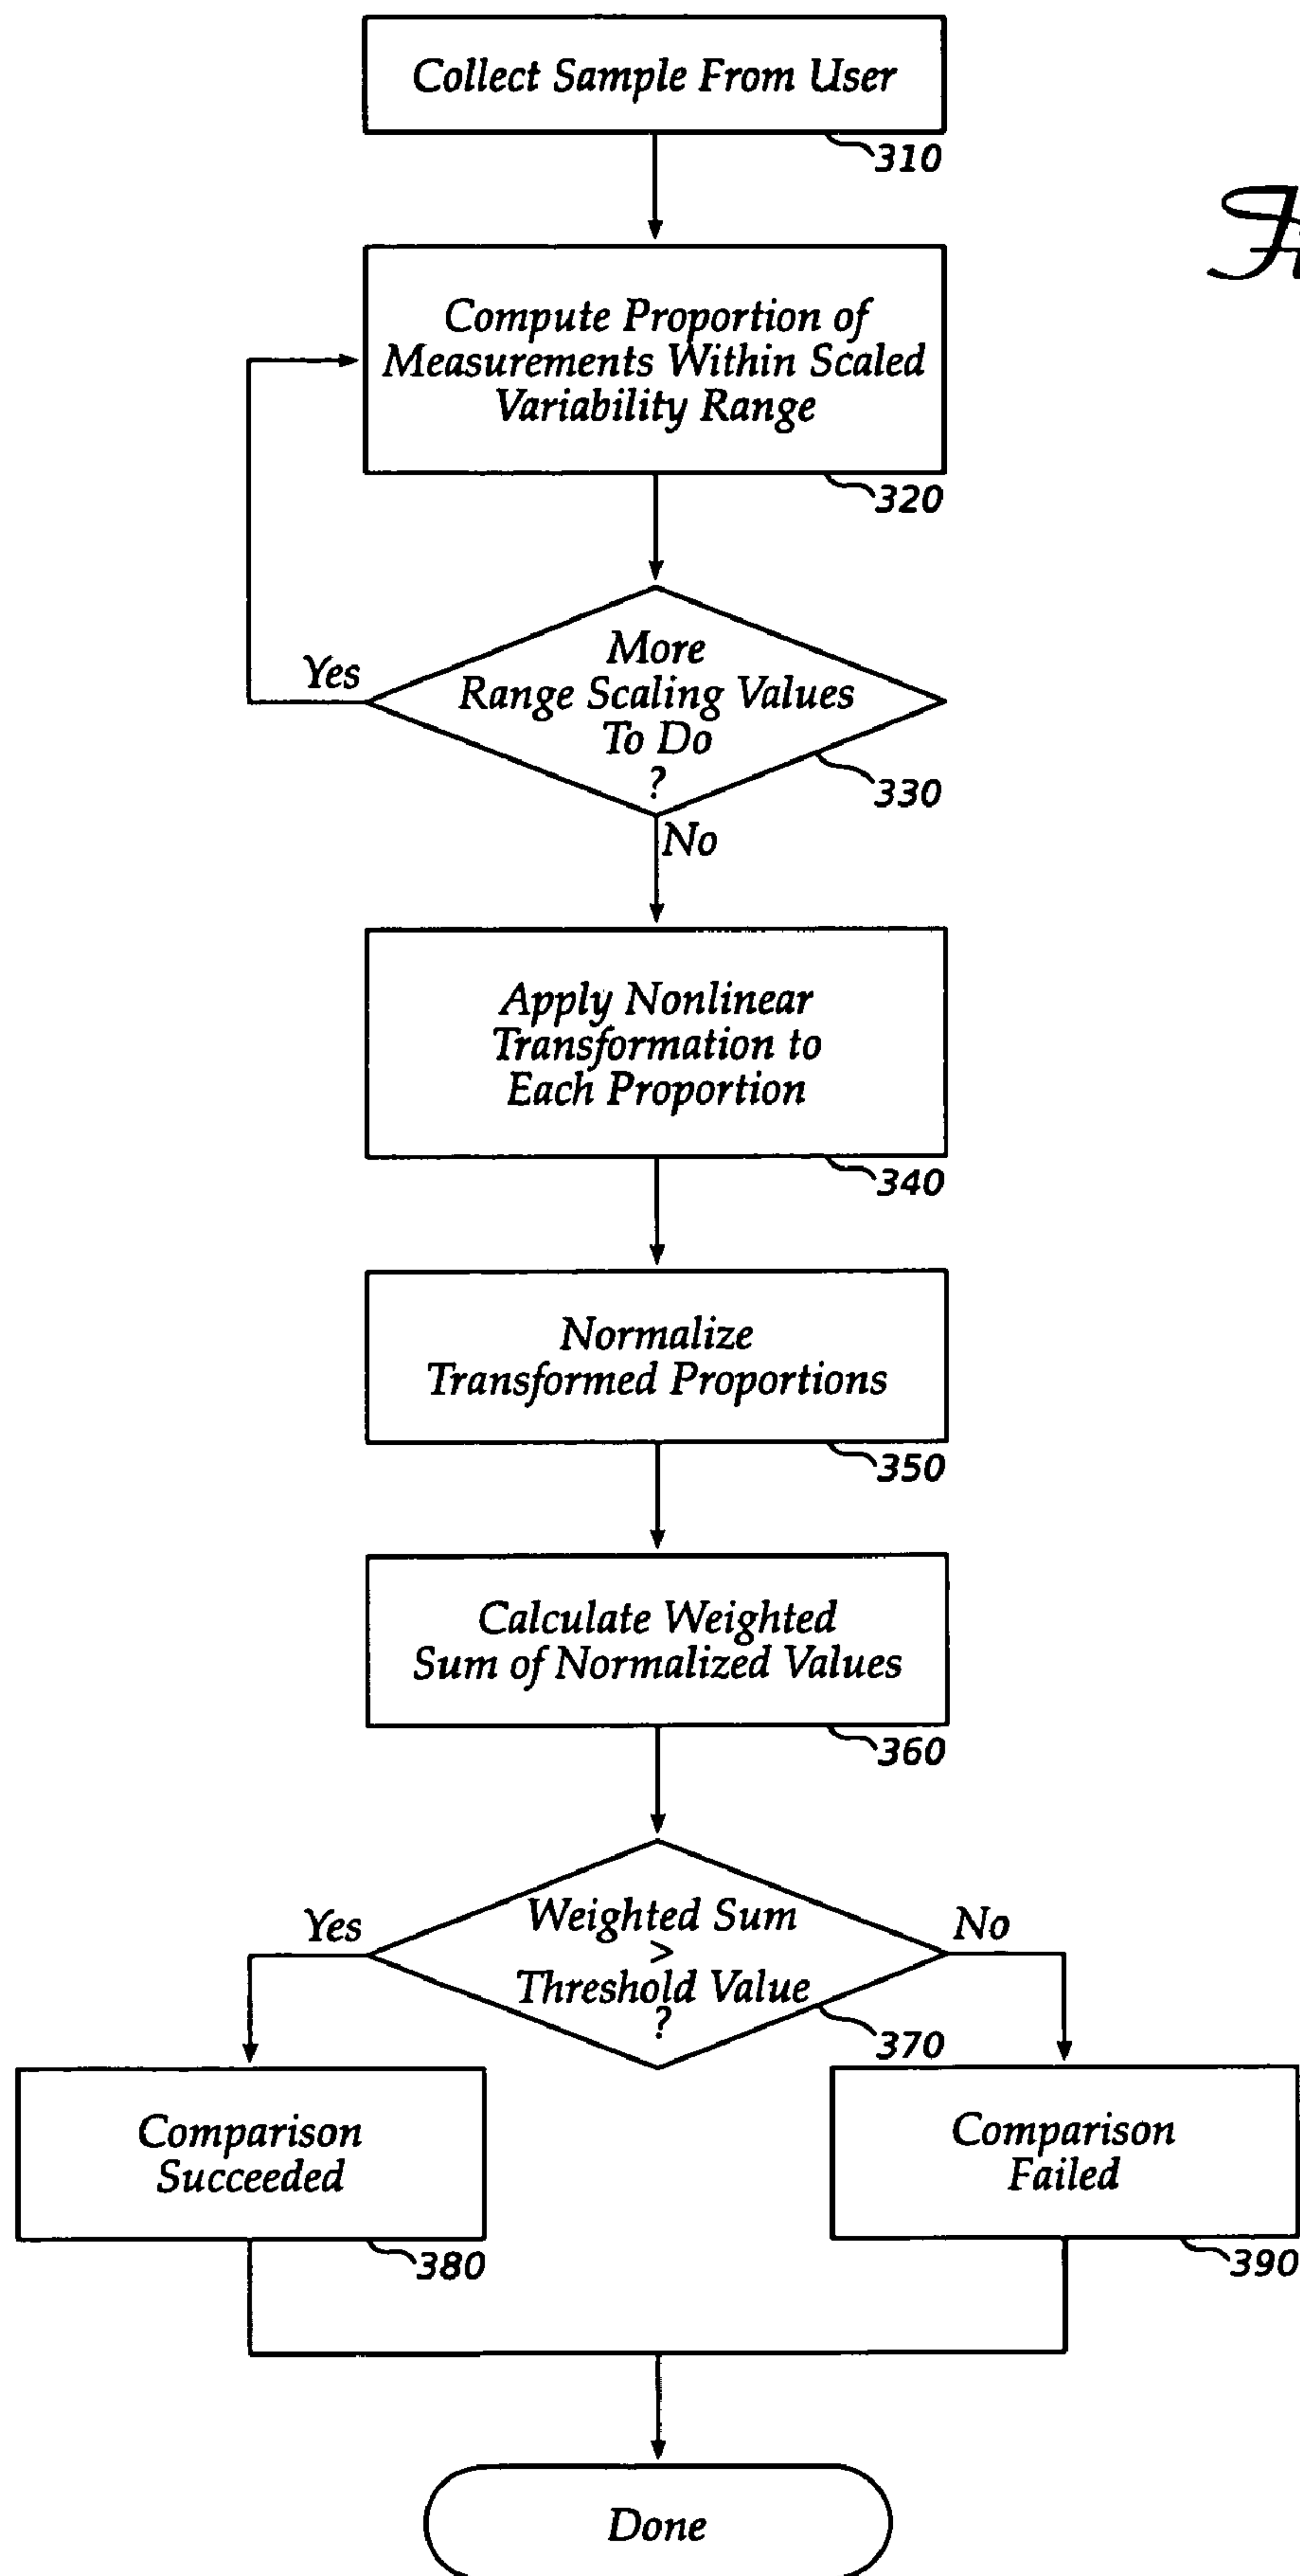 Collect Sample From User
310
Compute Proportion of
Measurements Within Scaled
Variability Range
320
More
Range Scaling Values
To Do
?
330
Yes
No
Apply Nonlinear
Transformation to
Each Proportion
340
Normalize
Transformed Proportions
350
Calculate Weighted
Sum of Normalized Values
360
Weighted Sum
>
Threshold Value
?
370
Yes
No
Comparison
Succeeded
380
Comparison
Failed
390
Done